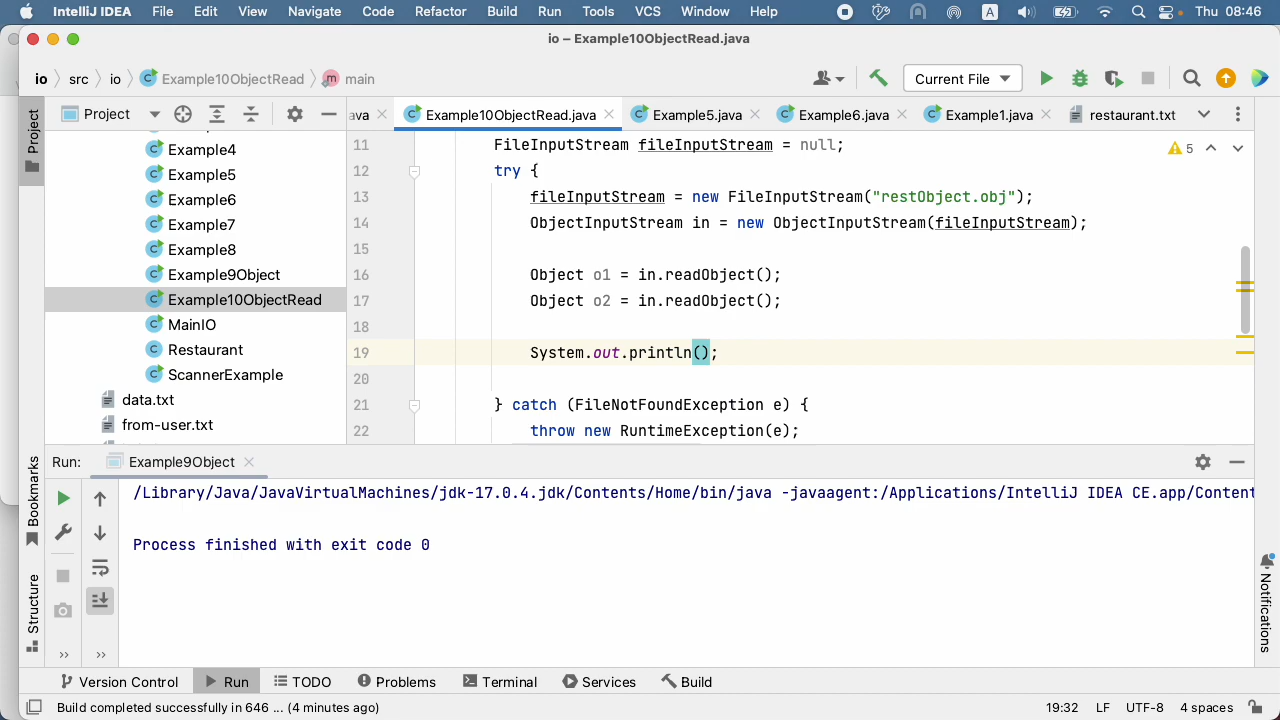 IntelliJ IDEA File Edit View Navigate Code Refactor Build Run Tools VCS Window Help A Thu 08:46
io – Example10ObjectRead.java
io src io Example10ObjectRead m main Current File
Project Project ava Example10ObjectRead.java Example5.java Example6.java Example1.java restaurant.txt
Example4
Example5
Example6
Example7
Example8
Example9Object
Example10ObjectRead
MainIO
Restaurant
ScannerExample
data.txt
from-user.txt
5
11 FileInputStream fileInputStream = null;
12 try {
13 fileInputStream = new FileInputStream("restObject.obj");
14 ObjectInputStream in = new ObjectInputStream(fileInputStream);
15
16 Object o1 = in.readObject();
17 Object o2 = in.readObject();
18
19 System.out.println();
20
21 } catch (FileNotFoundException e) {
22 throw new RuntimeException(e);
Run: Example9Object
/Library/Java/JavaVirtualMachines/jdk-17.0.4.jdk/Contents/Home/bin/java -javaagent:/Applications/IntelliJ IDEA CE.app/Content
Process finished with exit code 0
Bookmarks
Structure
Notifications
Version Control Run TODO Problems Terminal Services Build
Build completed successfully in 646 ... (4 minutes ago) 19:32 LF UTF-8 4 spaces